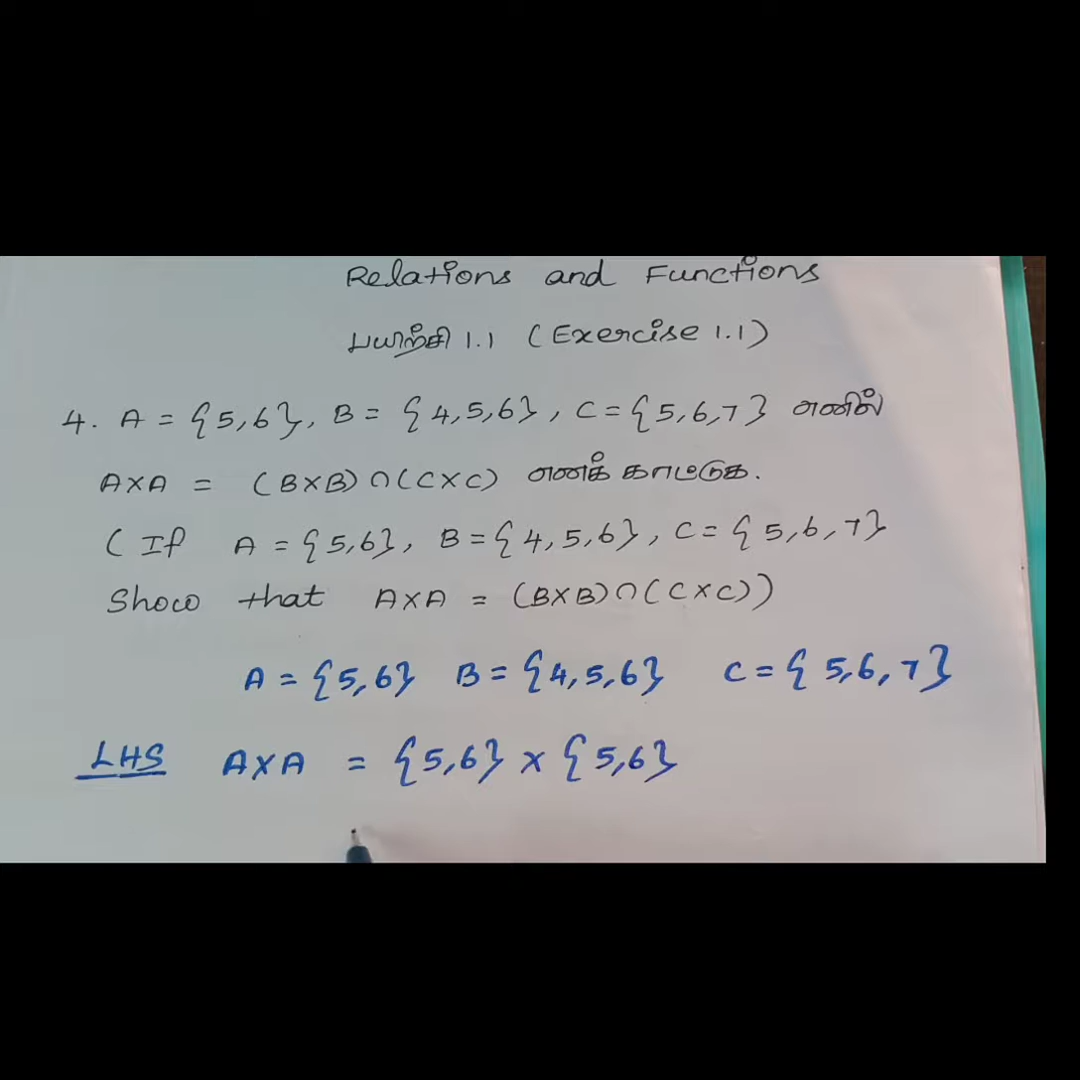 Relations and Functions
பயிற்சி 1.1 (Exercise 1.1)
4. A = {5,6}, B = {4,5,6}, C = {5,6,7} எனில்
A×A = (B×B)∩(C×C) எனக் காட்டுக.
(If A = {5,6}, B = {4,5,6}, C = {5,6,7}
Show that A×A = (B×B)∩(C×C))
A = {5,6} B = {4,5,6} C = {5,6,7}
LHS A×A = {5,6} × {5,6}